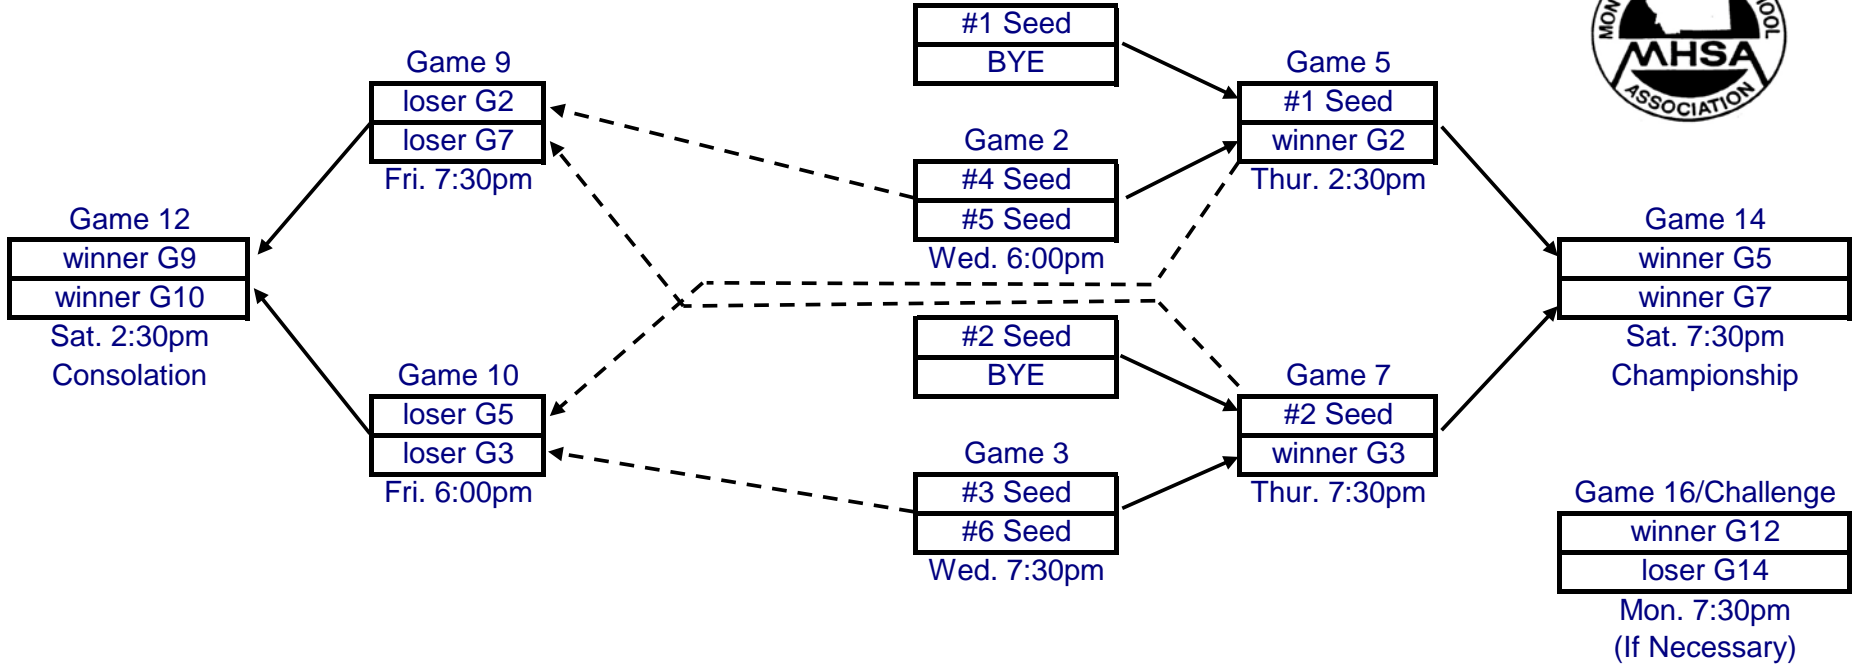 #1 Seed
BYE
Game 9
loser G2
loser G7
Fri. 7:30pm
Game 5
#1 Seed
winner G2
Thur. 2:30pm
MHSA
ASSOCIATION
Game 2
#4 Seed
#5 Seed
Wed. 6:00pm
Game 12
winner G9
winner G10
Sat. 2:30pm
Consolation
Game 14
winner G5
winner G7
Sat. 7:30pm
Championship
#2 Seed
BYE
Game 10
loser G5
loser G3
Fri. 6:00pm
Game 7
#2 Seed
winner G3
Thur. 7:30pm
Game 3
#3 Seed
#6 Seed
Wed. 7:30pm
Game 16/Challenge
winner G12
loser G14
Mon. 7:30pm
(If Necessary)